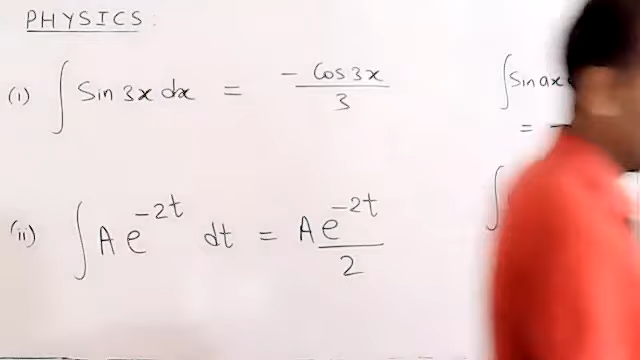 PHYSICS:
(i) ∫ Sin 3x dx = - Cos 3x / 3
∫ Sin ax
= -
(ii) ∫ A e^-2t dt = A e^-2t / 2
∫